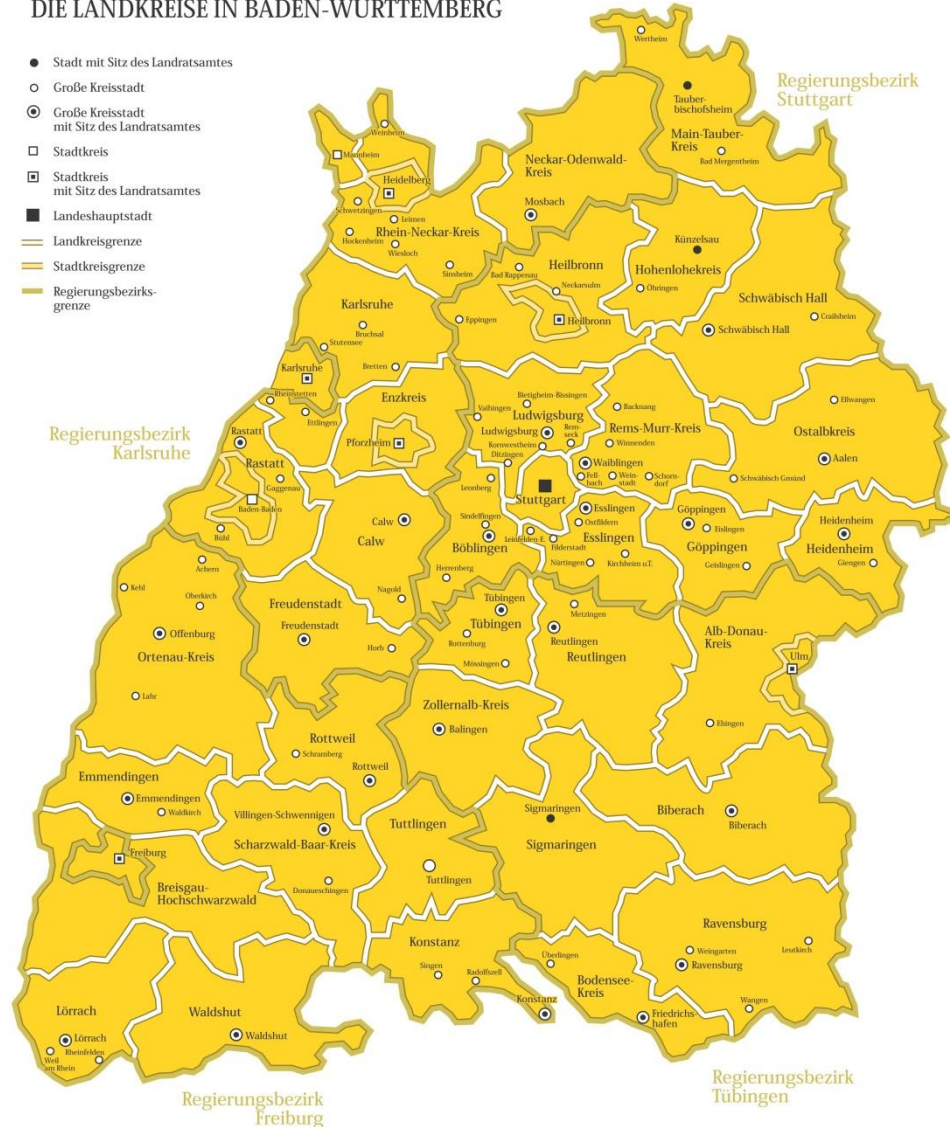 DIE LANDKREISE IN BADEN-WÜRTTEMBERG
Stadt mit Sitz des Landratsamtes
Große Kreisstadt
Große Kreisstadt
mit Sitz des Landratsamtes
Stadtkreis
Stadtkreis
mit Sitz des Landratsamtes
Landeshauptstadt
Landkreisgrenze
Stadtkreisgrenze
Regierungsbezirks-
grenze
Regierungsbezirk
Stuttgart
Wertheim
Tauber-
bischofsheim
Main-Tauber-
Kreis
Bad Mergentheim
Neckar-Odenwald-
Kreis
Mosbach
Weinheim
Mannheim
Heidelberg
Schwetzingen
Leimen
Hockenheim
Rhein-Neckar-Kreis
Wiesloch
Sinsheim
Bad Rappenau
Heilbronn
Neckarsulm
Heilbronn
Eppingen
Künzelsau
Hohenlohekreis
Öhringen
Schwäbisch Hall
Schwäbisch Hall
Crailsheim
Karlsruhe
Bruchsal
Stutensee
Karlsruhe
Bretten
Rheinstetten
Ettlingen
Enzkreis
Pforzheim
Vaihingen
Bietigheim-Bissingen
Ludwigsburg
Ludwigsburg
Rem-
seck
Kornwestheim
Ditzingen
Backnang
Rems-Murr-Kreis
Winnenden
Waiblingen
Fell-
bach
Wein-
stadt
Schorn-
dorf
Ellwangen
Ostalbkreis
Aalen
Schwäbisch Gmünd
Regierungsbezirk
Karlsruhe
Rastatt
Rastatt
Gaggenau
Baden-Baden
Bühl
Calw
Calw
Nagold
Leonberg
Stuttgart
Sindelfingen
Böblingen
Leinfelden-E.
Herrenberg
Esslingen
Ostfildern
Esslingen
Filderstadt
Nürtingen
Kirchheim u.T.
Göppingen
Eislingen
Göppingen
Geislingen
Heidenheim
Heidenheim
Giengen
Achern
Kehl
Oberkirch
Offenburg
Ortenau-Kreis
Lahr
Freudenstadt
Freudenstadt
Horb
Tübingen
Tübingen
Rottenburg
Mössingen
Metzingen
Reutlingen
Reutlingen
Alb-Donau-
Kreis
Ulm
Ehingen
Zollernalb-Kreis
Balingen
Rottweil
Schramberg
Rottweil
Emmendingen
Emmendingen
Waldkirch
Villingen-Schwennigen
Scharzwald-Baar-Kreis
Donaueschingen
Tuttlingen
Tuttlingen
Sigmaringen
Sigmaringen
Biberach
Biberach
Freiburg
Breisgau-
Hochschwarzwald
Konstanz
Singen
Radolfzell
Konstanz
Überlingen
Bodensee-
Kreis
Friedrichs-
hafen
Ravensburg
Weingarten
Ravensburg
Leutkirch
Wangen
Lörrach
Lörrach
Rheinfelden
Weil
am Rhein
Waldshut
Waldshut
Regierungsbezirk
Freiburg
Regierungsbezirk
Tübingen